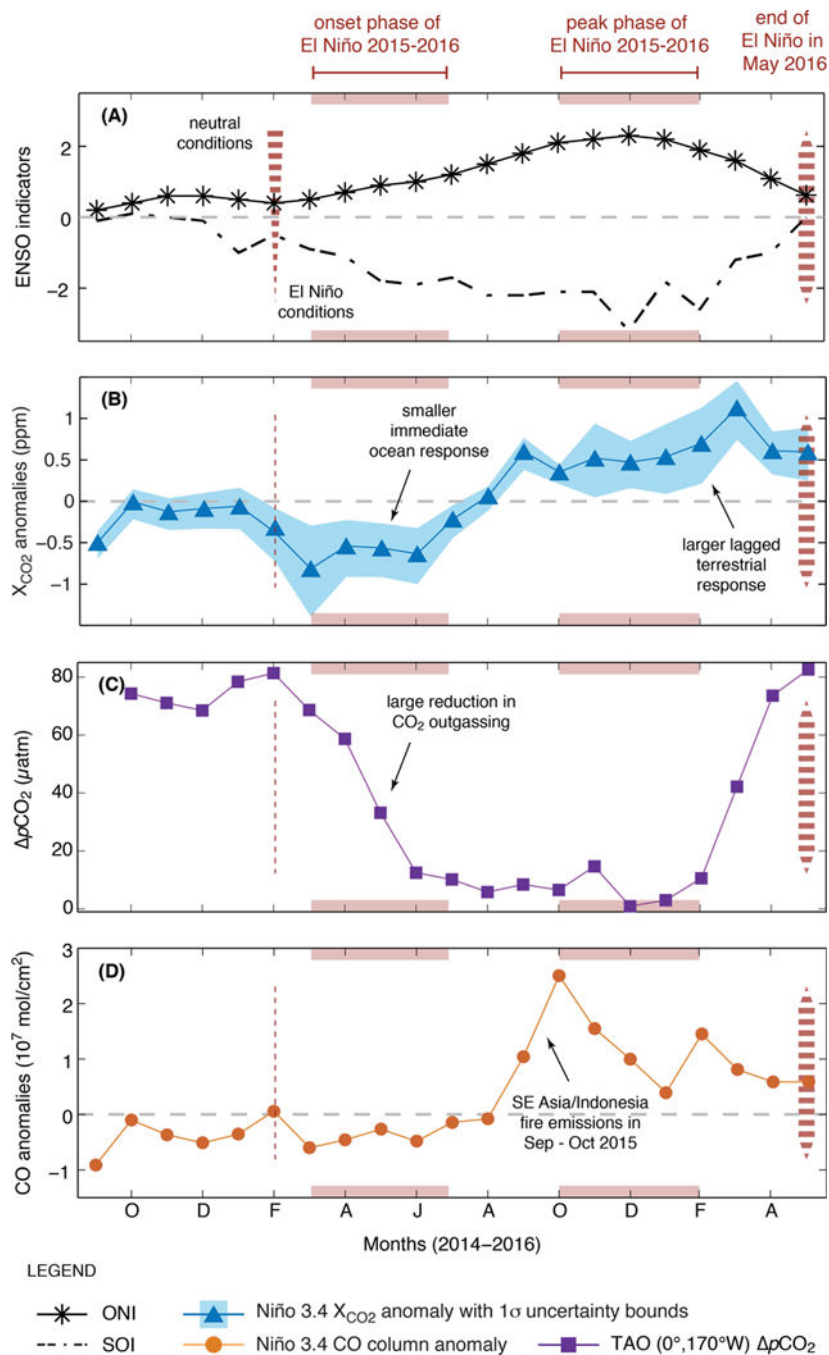 onset phase of
El Niño 2015-2016
peak phase of
El Niño 2015-2016
end of
El Niño in
May 2016
(A)
neutral
conditions
El Niño
conditions
ENSO indicators
2
0
−2
(B)
smaller
immediate
ocean response
larger lagged
terrestrial
response
XCO2 anomalies (ppm)
1
0.5
0
−0.5
−1
(C)
large reduction in
CO2 outgassing
ΔpCO2 (μatm)
80
60
40
20
0
(D)
SE Asia/Indonesia
fire emissions in
Sep - Oct 2015
CO anomalies (10^7 mol/cm^2)
3
2
1
0
−1
O D F A J A O D F A
Months (2014−2016)
LEGEND
ONI
Niño 3.4 XCO2 anomaly with 1σ uncertainty bounds
SOI
Niño 3.4 CO column anomaly
TAO (0°,170°W) ΔpCO2